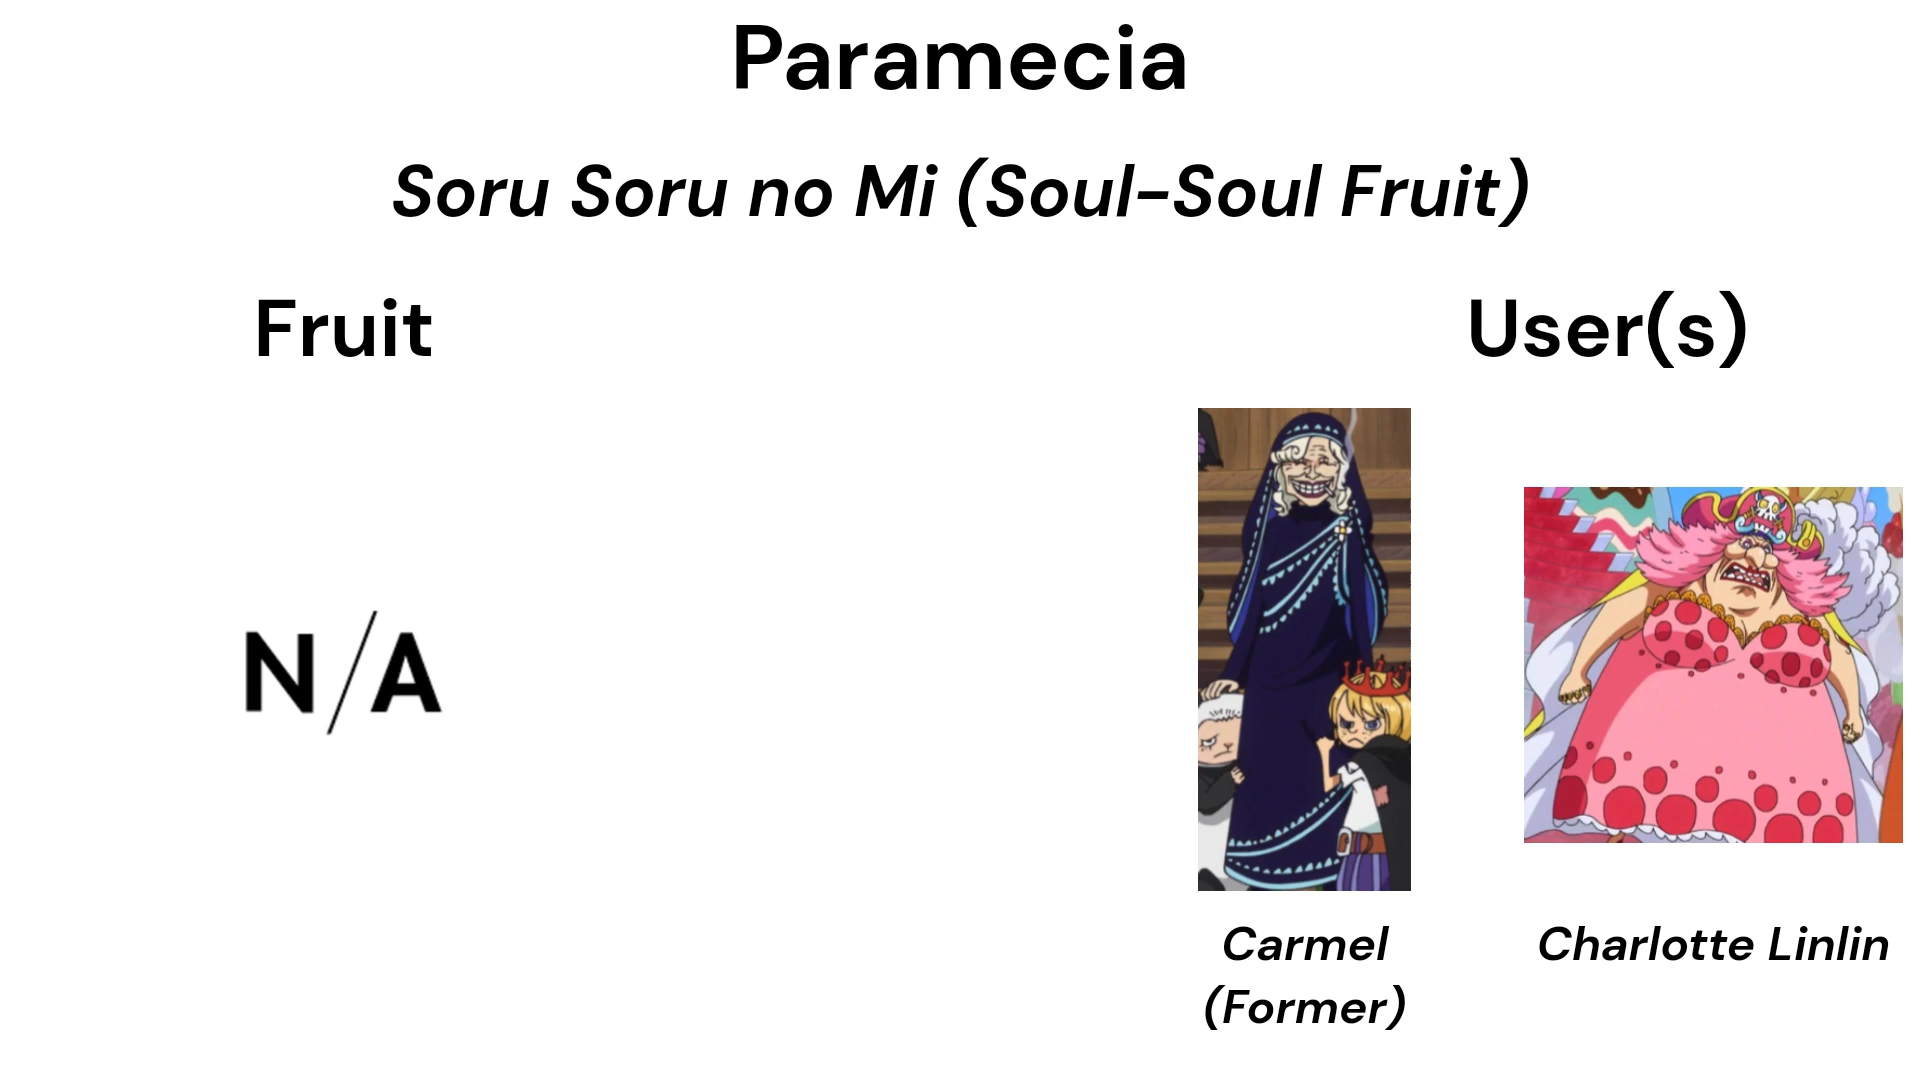 Paramecia
Soru Soru no Mi (Soul-Soul Fruit)
Fruit
User(s)
N/A
Carmel
(Former)
Charlotte Linlin